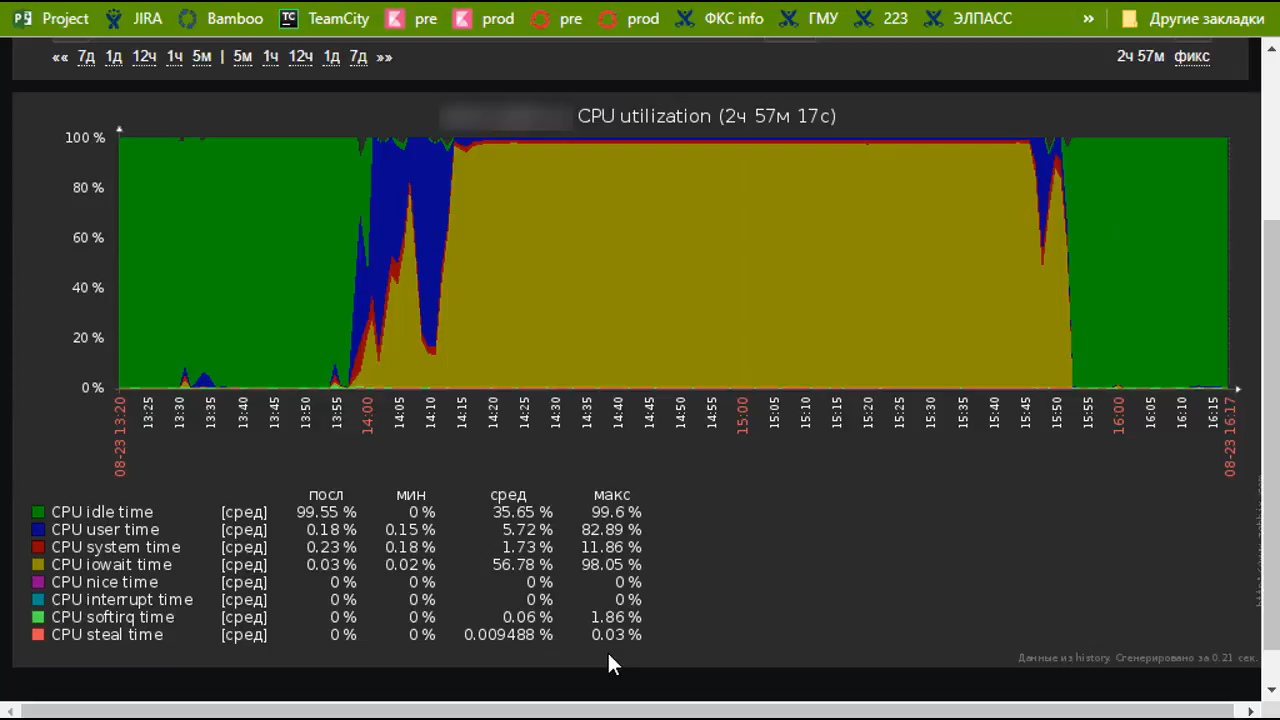 Project JIRA Bamboo TeamCity pre prod pre prod ФКС info ГМУ 223 ЭЛПАСС » Другие закладки
«« 7д 1д 12ч 1ч 5м | 5м 1ч 12ч 1д 7д »» 2ч 57м фикс
CPU utilization (2ч 57м 17с)
100 %
80 %
60 %
40 %
20 %
0 %
08-23 13:20 13:25 13:30 13:35 13:40 13:45 13:50 13:55 14:00 14:05 14:10 14:15 14:20 14:25 14:30 14:35 14:40 14:45 14:50 14:55 15:00 15:05 15:10 15:15 15:20 15:25 15:30 15:35 15:40 15:45 15:50 15:55 16:00 16:05 16:10 16:15 08-23 16:17
посл мин сред макс
CPU idle time [сред] 99.55 % 0 % 35.65 % 99.6 %
CPU user time [сред] 0.18 % 0.15 % 5.72 % 82.89 %
CPU system time [сред] 0.23 % 0.18 % 1.73 % 11.86 %
CPU iowait time [сред] 0.03 % 0.02 % 56.78 % 98.05 %
CPU nice time [сред] 0 % 0 % 0 % 0 %
CPU interrupt time [сред] 0 % 0 % 0 % 0 %
CPU softirq time [сред] 0 % 0 % 0.06 % 1.86 %
CPU steal time [сред] 0 % 0 % 0.009488 % 0.03 %
Данные из history. Сгенерировано за 0.21 сек.